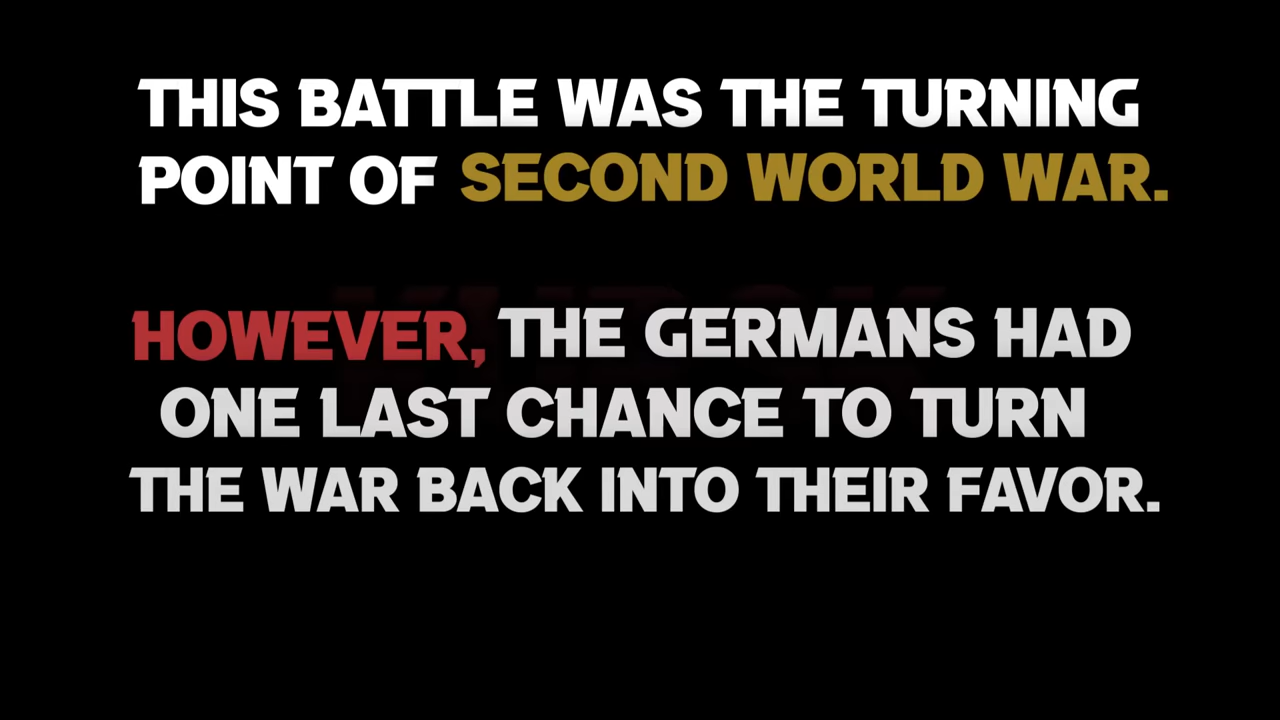 THIS BATTLE WAS THE TURNING
POINT OF SECOND WORLD WAR.
HOWEVER, THE GERMANS HAD
ONE LAST CHANCE TO TURN
THE WAR BACK INTO THEIR FAVOR.